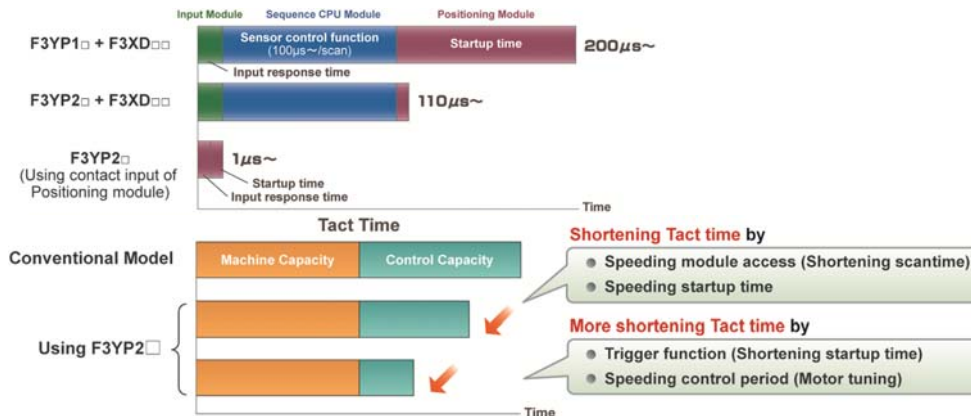 Input Module Sequence CPU Module Positioning Module
F3YP1□ + F3XD□□
Sensor control function
(100µs～/scan)
Startup time
200µs～
Input response time
F3YP2□ + F3XD□□
110µs～
F3YP2□
(Using contact input of
Positioning module)
1µs～
Startup time
Input response time
Time
Tact Time
Conventional Model
Machine Capacity
Control Capacity
Shortening Tact time by
● Speeding module access (Shortening scantime)
● Speeding startup time
Using F3YP2□
More shortening Tact time by
● Trigger function (Shortening startup time)
● Speeding control period (Motor tuning)
Time